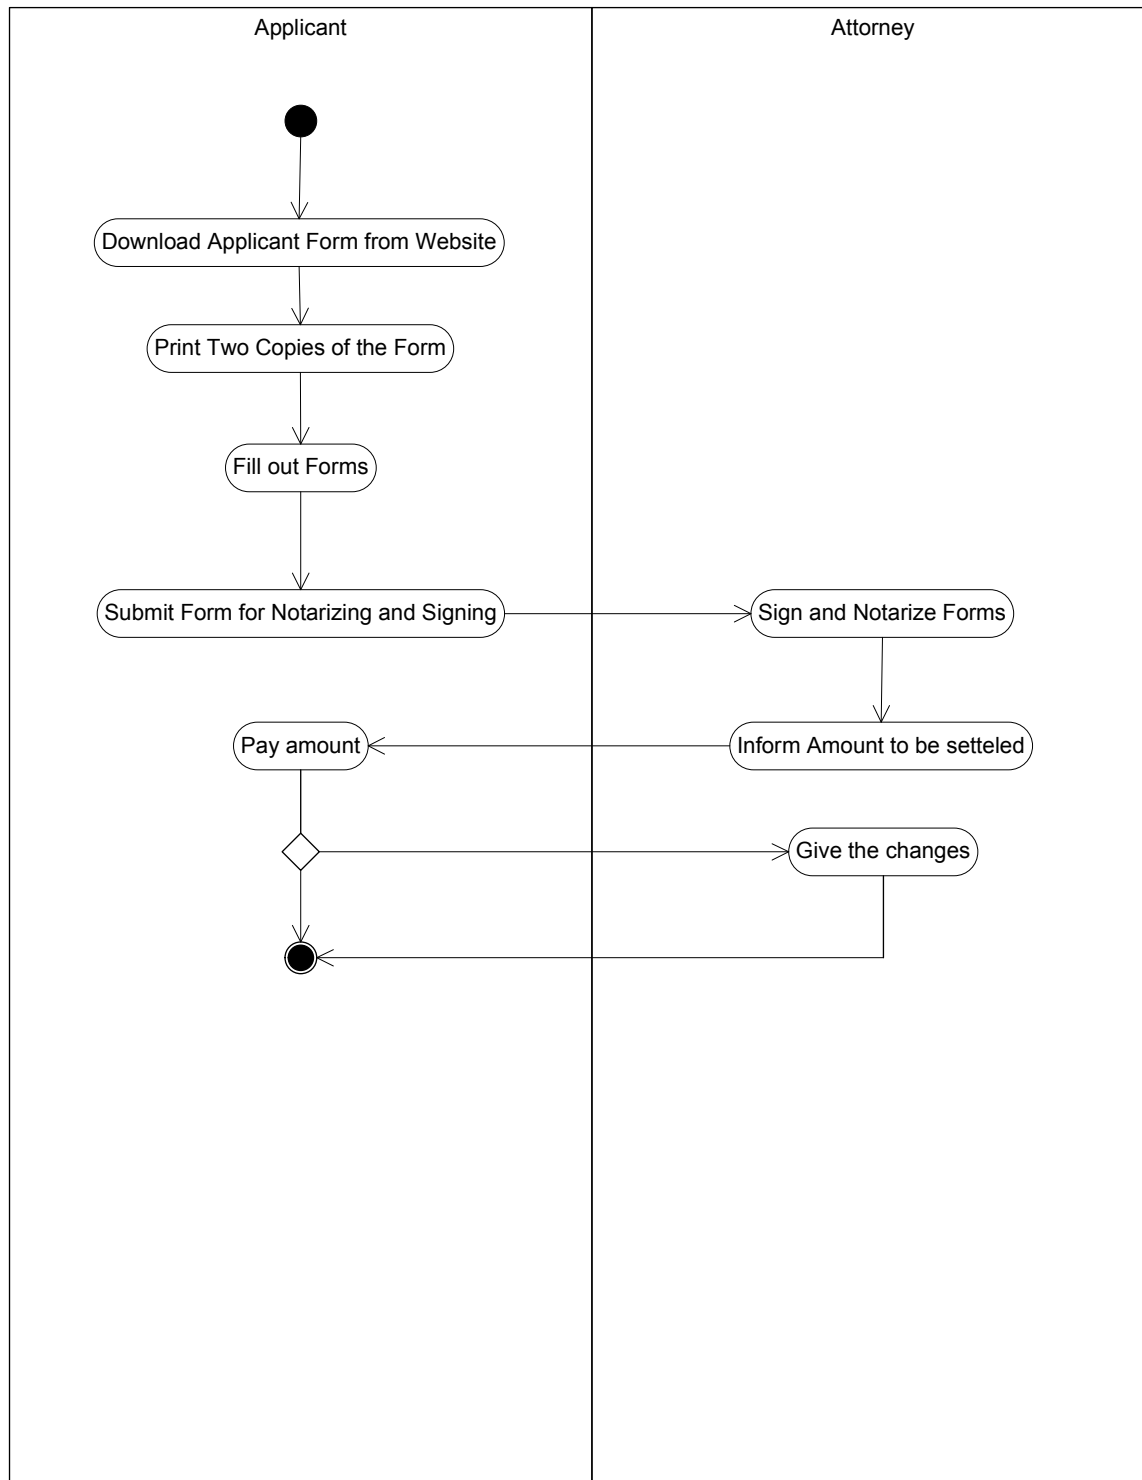 Applicant
Attorney
Download Applicant Form from Website
Print Two Copies of the Form
Fill out Forms
Submit Form for Notarizing and Signing
Sign and Notarize Forms
Pay amount
Inform Amount to be setteled
Give the changes